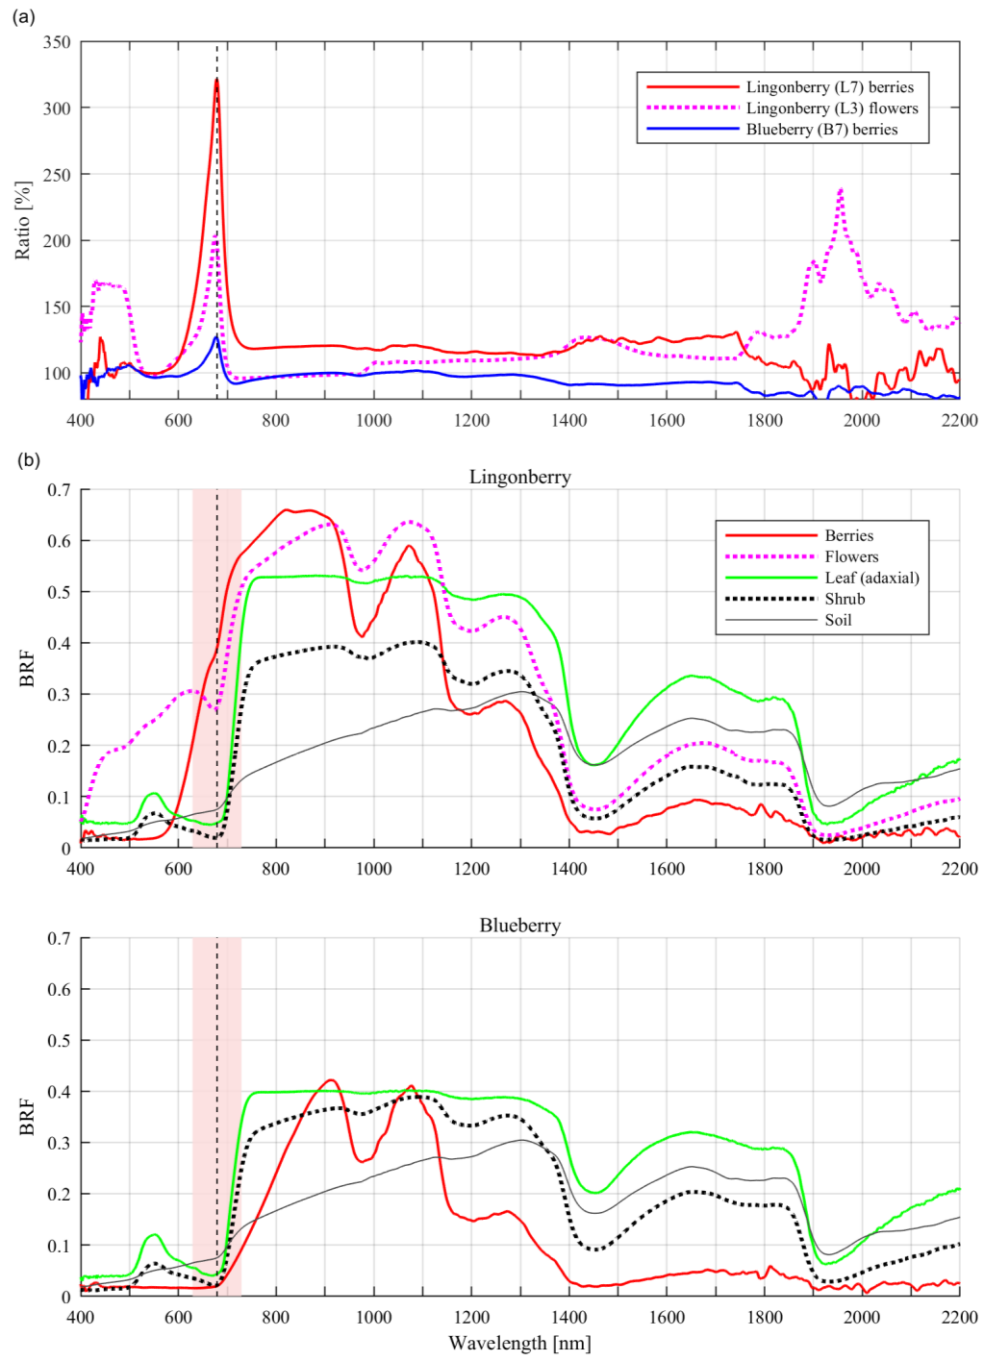 (a)
350
300
250
200
150
100
Ratio [%]
Lingonberry (L7) berries
Lingonberry (L3) flowers
Blueberry (B7) berries
400 600 800 1000 1200 1400 1600 1800 2000 2200
(b)
Lingonberry
0.7
0.6
0.5
0.4
0.3
0.2
0.1
0
BRF
Berries
Flowers
Leaf (adaxial)
Shrub
Soil
400 600 800 1000 1200 1400 1600 1800 2000 2200
Blueberry
0.7
0.6
0.5
0.4
0.3
0.2
0.1
0
BRF
400 600 800 1000 1200 1400 1600 1800 2000 2200
Wavelength [nm]